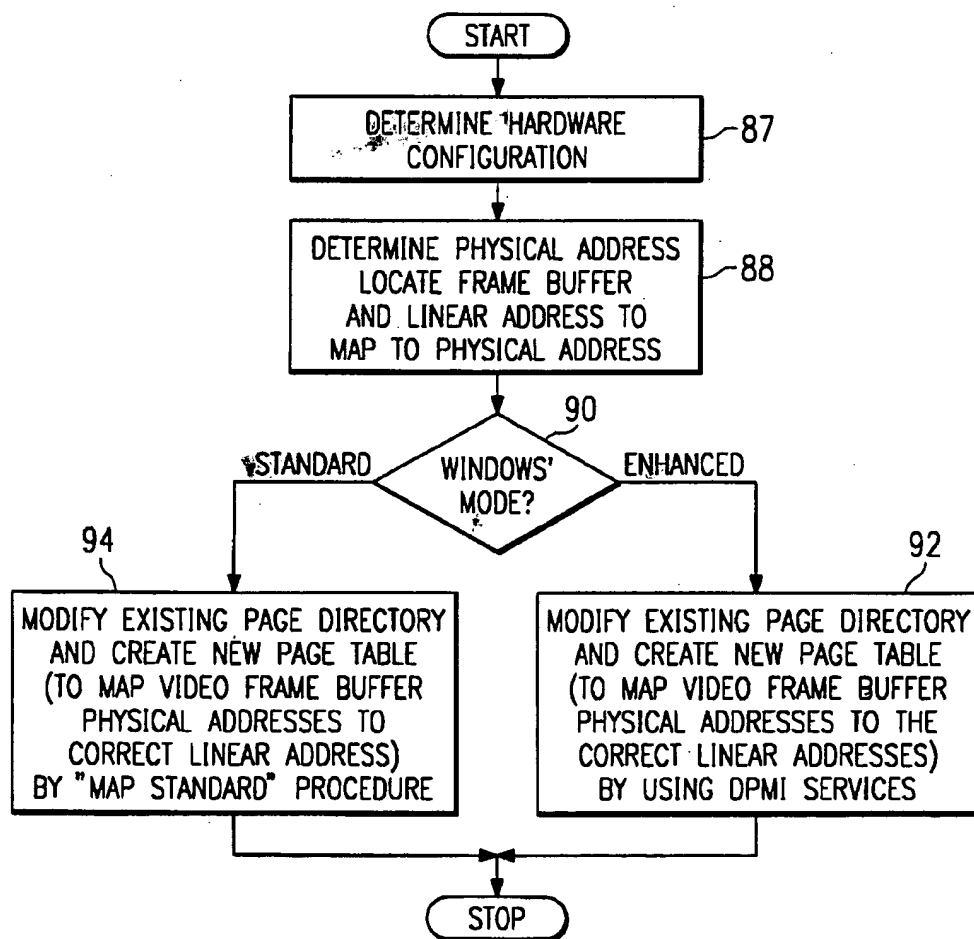 START
DETERMINE HARDWARE
CONFIGURATION
87
DETERMINE PHYSICAL ADDRESS
LOCATE FRAME BUFFER
AND LINEAR ADDRESS TO
MAP TO PHYSICAL ADDRESS
88
90
STANDARD
WINDOWS'
MODE?
ENHANCED
94
MODIFY EXISTING PAGE DIRECTORY
AND CREATE NEW PAGE TABLE
(TO MAP VIDEO FRAME BUFFER
PHYSICAL ADDRESSES TO
CORRECT LINEAR ADDRESS)
BY "MAP STANDARD" PROCEDURE
92
MODIFY EXISTING PAGE DIRECTORY
AND CREATE NEW PAGE TABLE
(TO MAP VIDEO FRAME BUFFER
PHYSICAL ADDRESSES TO THE
CORRECT LINEAR ADDRESSES)
BY USING DPMI SERVICES
STOP